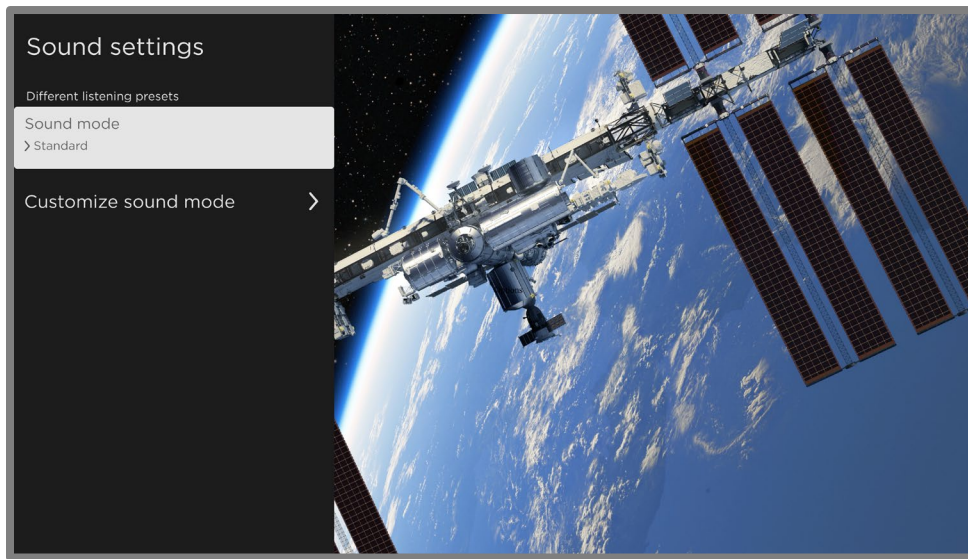 Sound settings
Different listening presets
Sound mode
Standard
Customize sound mode